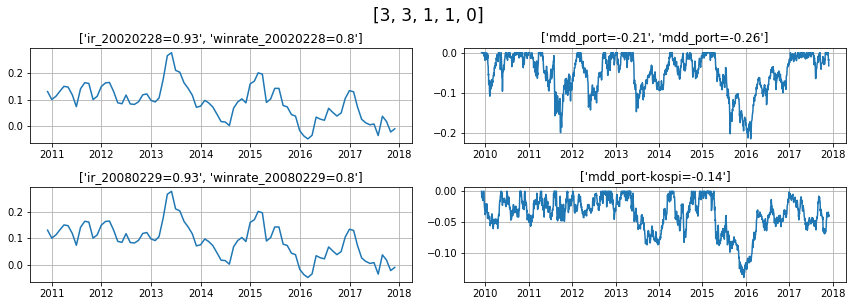 [3, 3, 1, 1, 0]
['ir_20020228=0.93', 'winrate_20020228=0.8']
0.2
0.1
0.0
2011 2012 2013 2014 2015 2016 2017 2018
['mdd_port=-0.21', 'mdd_port=-0.26']
0.0
−0.1
−0.2
2010 2011 2012 2013 2014 2015 2016 2017 2018
['ir_20080229=0.93', 'winrate_20080229=0.8']
0.2
0.1
0.0
2011 2012 2013 2014 2015 2016 2017 2018
['mdd_port-kospi=-0.14']
0.00
−0.05
−0.10
2010 2011 2012 2013 2014 2015 2016 2017 2018